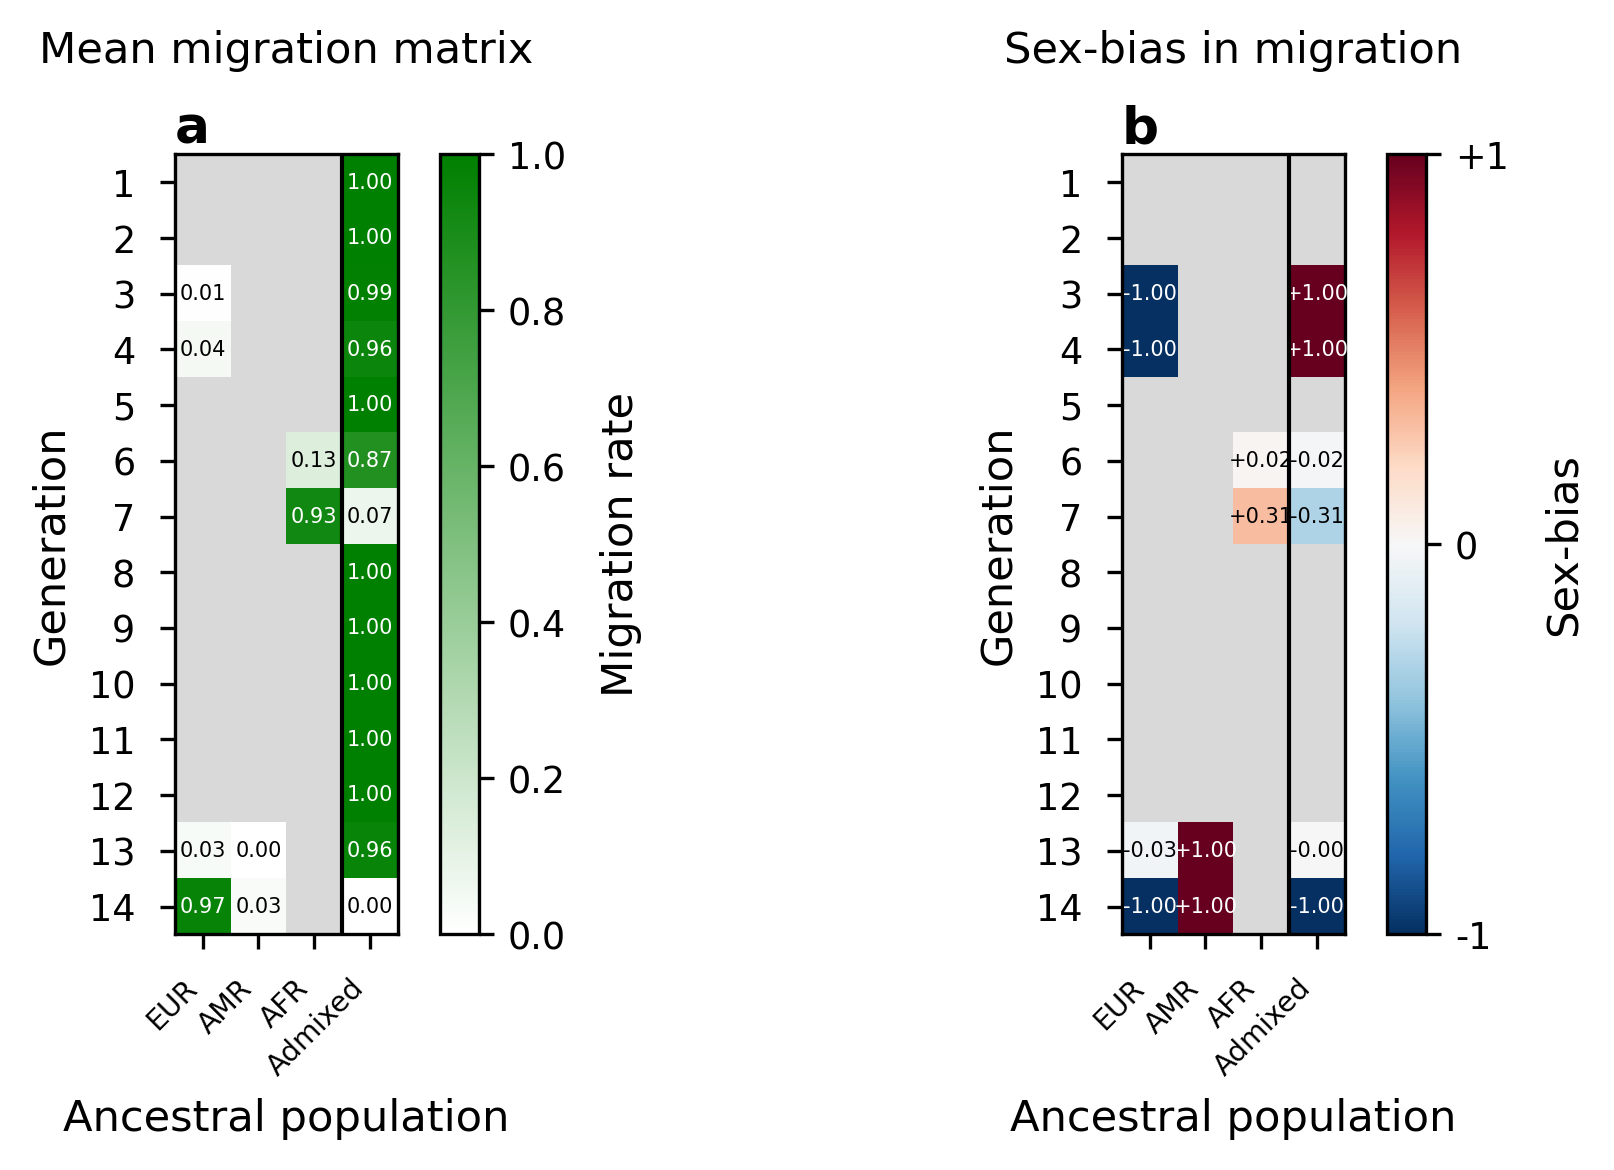 Mean migration matrix
a
Generation
1
2
3
4
5
6
7
8
9
10
11
12
13
14
1.00
1.00
0.01 0.99
0.04 0.96
1.00
0.13 0.87
0.93 0.07
1.00
1.00
1.00
1.00
1.00
0.03 0.00 0.96
0.97 0.03 0.00
EUR
AMR
AFR
Admixed
Ancestral population
1.0
0.8
0.6
0.4
0.2
0.0
Migration rate
Sex-bias in migration
b
Generation
1
2
3
4
5
6
7
8
9
10
11
12
13
14
-1.00 +1.00
-1.00 +1.00
+0.02 -0.02
+0.31 -0.31
-0.03 +1.00 -0.00
-1.00 +1.00 -1.00
EUR
AMR
AFR
Admixed
Ancestral population
+1
0
-1
Sex-bias